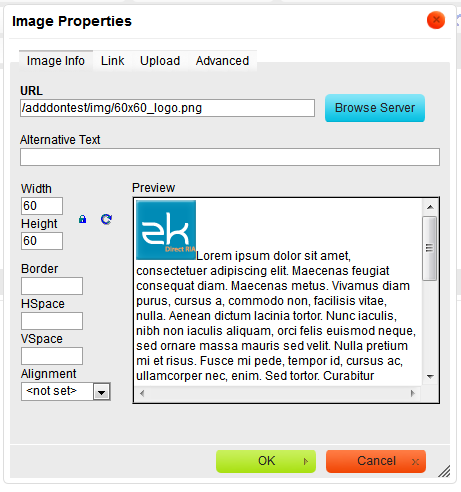 Image Properties
Image Info Link Upload Advanced
URL
/adddontest/img/60x60_logo.png
Browse Server
Alternative Text
Width
60
Height
60
Border
HSpace
VSpace
Alignment
<not set>
Preview
zk
Direct RIA
Lorem ipsum dolor sit amet,
consectetuer adipiscing elit. Maecenas feugiat
consequat diam. Maecenas metus. Vivamus diam
purus, cursus a, commodo non, facilisis vitae,
nulla. Aenean dictum lacinia tortor. Nunc iaculis,
nibh non iaculis aliquam, orci felis euismod neque,
sed ornare massa mauris sed velit. Nulla pretium
mi et risus. Fusce mi pede, tempor id, cursus ac,
ullamcorper nec, enim. Sed tortor. Curabitur
OK
Cancel